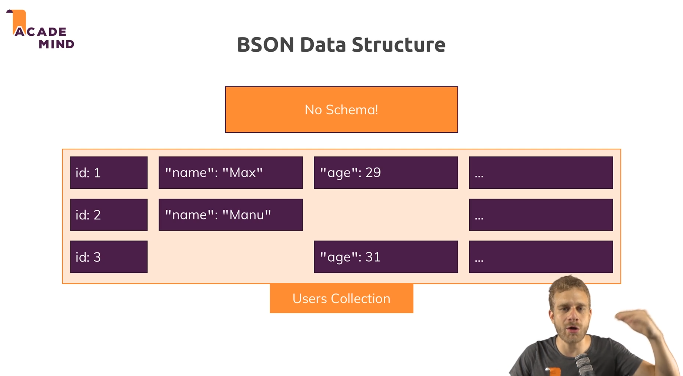 ACADE
MIND
BSON Data Structure
No Schema!
id: 1 "name": "Max" "age": 29 ...
id: 2 "name": "Manu" ...
id: 3 "age": 31 ...
Users Collection